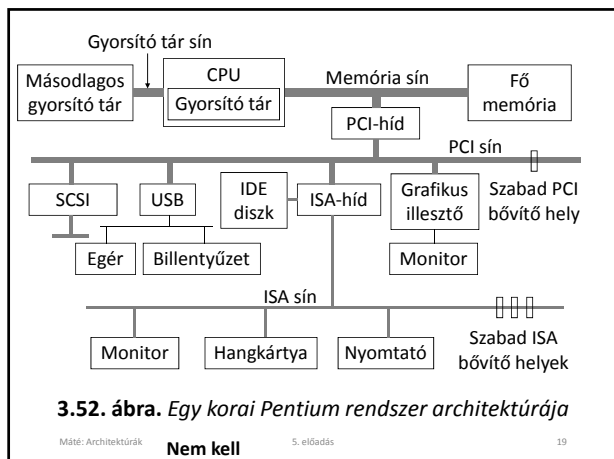 Gyorsító tár sín
Másodlagos
gyorsító tár
CPU
Gyorsító tár
Memória sín
Fő
memória
PCI-híd
PCI sín
SCSI
USB
IDE
diszk
ISA-híd
Grafikus
illesztő
Szabad PCI
bővítő hely
Egér
Billentyűzet
Monitor
ISA sín
Monitor
Hangkártya
Nyomtató
Szabad ISA
bővítő helyek
3.52. ábra. Egy korai Pentium rendszer architektúrája
Máté: Architektúrák
Nem kell
5. előadás
19